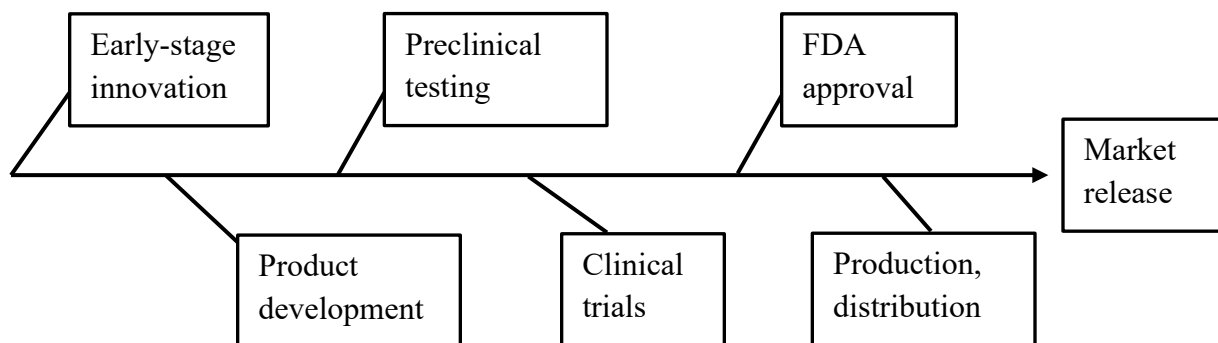 Early-stage
innovation
Preclinical
testing
FDA
approval
Market
release
Product
development
Clinical
trials
Production,
distribution